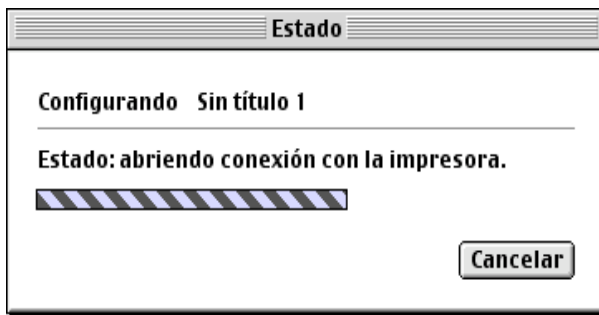 Estado
Configurando Sin título 1
Estado: abriendo conexión con la impresora.
Cancelar